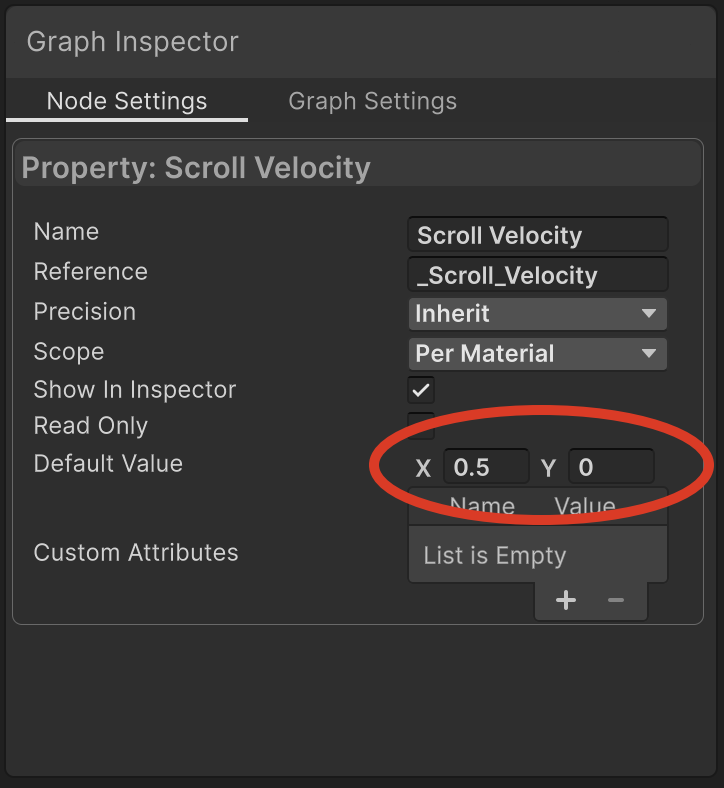 Graph Inspector
Node Settings Graph Settings
Property: Scroll Velocity
Name Scroll Velocity
Reference _Scroll_Velocity
Precision Inherit
Scope Per Material
Show In Inspector
Read Only
Default Value X 0.5 Y 0
Name Value
Custom Attributes List is Empty
+ −